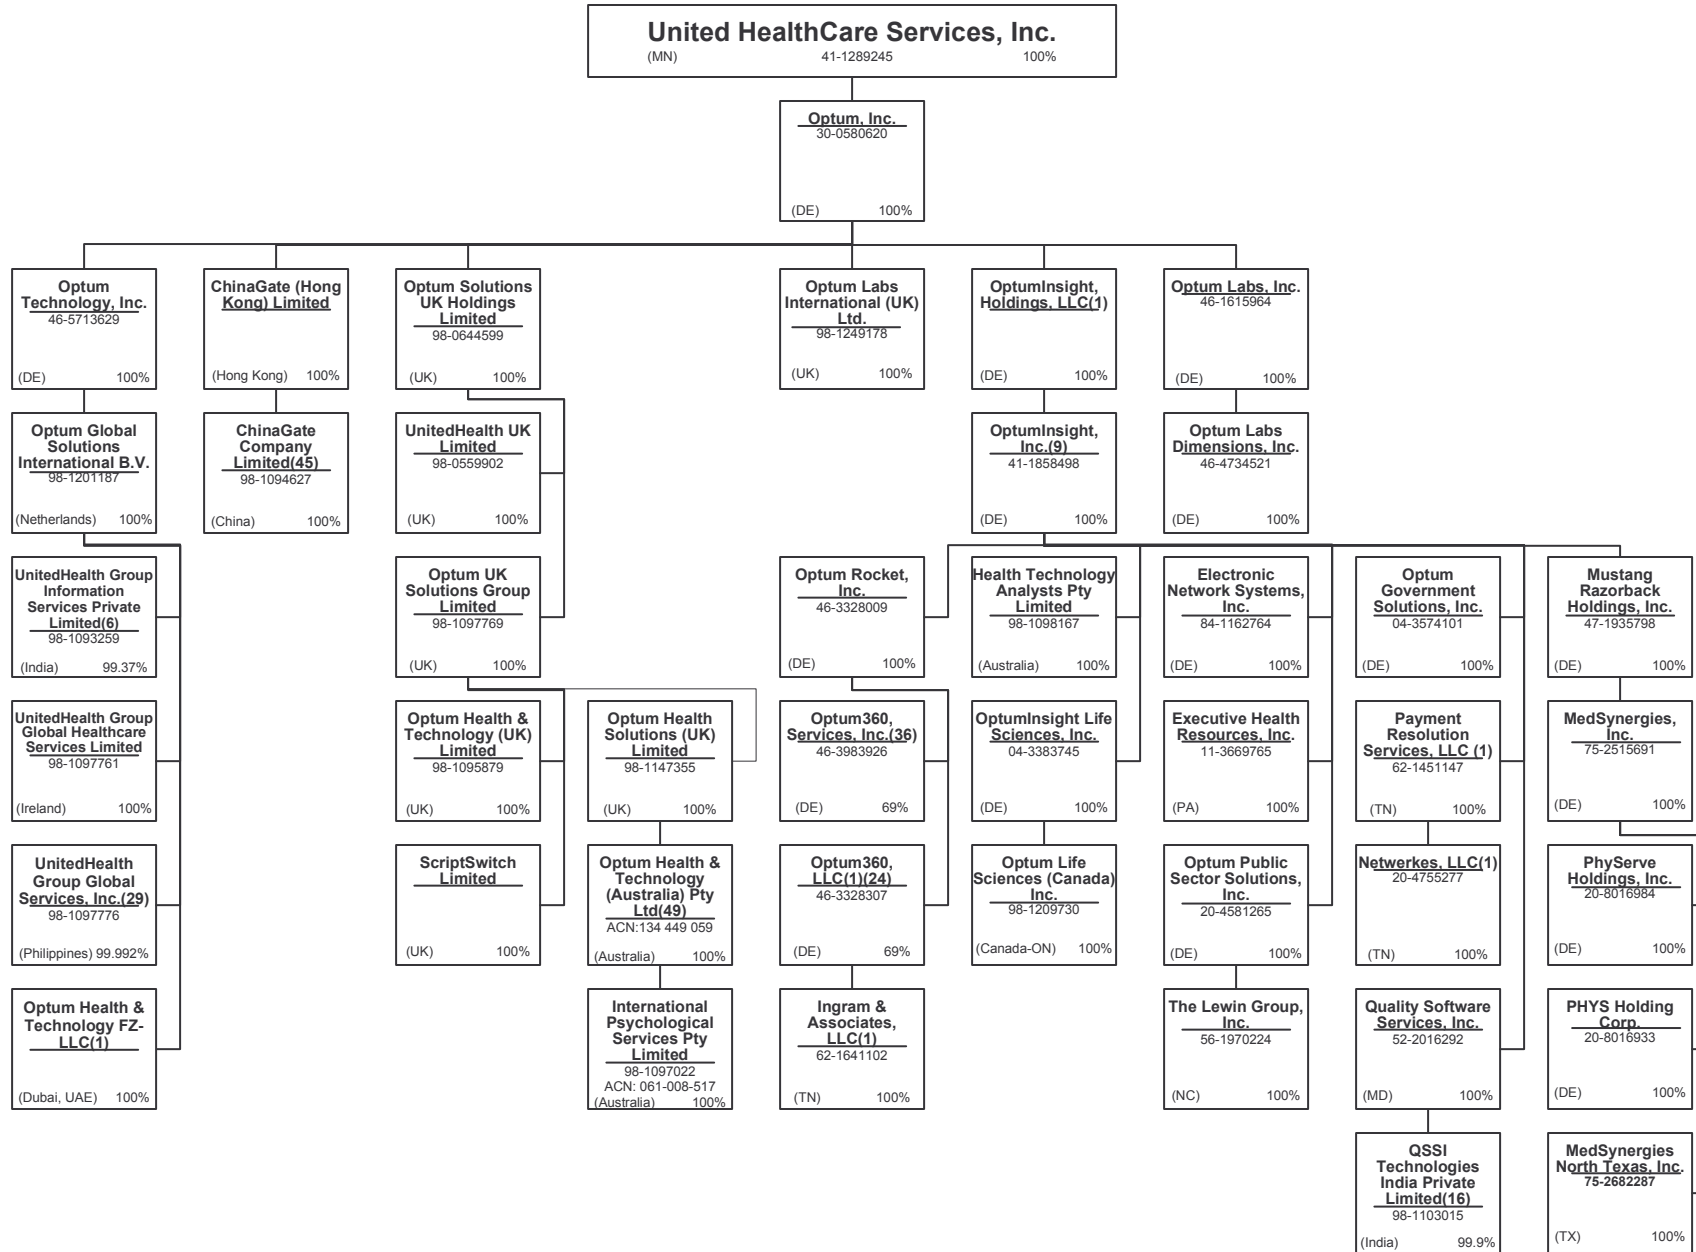 United HealthCare Services, Inc.
(MN) 41-1289245 100%
Optum, Inc.
30-0580620
(DE) 100%
Optum
Technology, Inc.
46-5713629
(DE) 100%
ChinaGate (Hong
Kong) Limited
(Hong Kong) 100%
Optum Solutions
UK Holdings
Limited
98-0644599
(UK) 100%
Optum Labs
International (UK)
Ltd.
98-1249178
(UK) 100%
OptumInsight,
Holdings, LLC(1)
(DE) 100%
Optum Labs, Inc.
46-1615964
(DE) 100%
Optum Global
Solutions
International B.V.
98-1201187
(Netherlands) 100%
ChinaGate
Company
Limited(45)
98-1094627
(China) 100%
UnitedHealth UK
Limited
98-0559902
(UK) 100%
OptumInsight,
Inc.(9)
41-1858498
(DE) 100%
Optum Labs
Dimensions, Inc.
46-4734521
(DE) 100%
UnitedHealth Group
Information
Services Private
Limited(6)
98-1093259
(India) 99.37%
Optum UK
Solutions Group
Limited
98-1097769
(UK) 100%
Optum Rocket,
Inc.
46-3328009
(DE) 100%
Health Technology
Analysts Pty
Limited
98-1098167
(Australia) 100%
Electronic
Network Systems,
Inc.
84-1162764
(DE) 100%
Optum
Government
Solutions, Inc.
04-3574101
(DE) 100%
Mustang
Razorback
Holdings, Inc.
47-1935798
(DE) 100%
UnitedHealth Group
Global Healthcare
Services Limited
98-1097761
(Ireland) 100%
Optum Health &
Technology (UK)
Limited
98-1095879
(UK) 100%
Optum Health
Solutions (UK)
Limited
98-1147355
(UK) 100%
Optum360,
Services, Inc.(36)
46-3983926
(DE) 69%
OptumInsight Life
Sciences, Inc.
04-3383745
(DE) 100%
Executive Health
Resources, Inc.
11-3669765
(PA) 100%
Payment
Resolution
Services, LLC (1)
62-1451147
(TN) 100%
MedSynergies,
Inc.
75-2515691
(DE) 100%
UnitedHealth
Group Global
Services, Inc.(29)
98-1097776
(Philippines) 99.992%
ScriptSwitch
Limited
(UK) 100%
Optum Health &
Technology
(Australia) Pty
Ltd(49)
ACN:134 449 059
(Australia) 100%
Optum360,
LLC(1)(24)
46-3328307
(DE) 69%
Optum Life
Sciences (Canada)
Inc.
98-1209730
(Canada-ON) 100%
Optum Public
Sector Solutions,
Inc.
20-4581265
(DE) 100%
Netwerkes, LLC(1)
20-4755277
(TN) 100%
PhyServe
Holdings, Inc.
20-8016984
(DE) 100%
Optum Health &
Technology FZ-
LLC(1)
(Dubai, UAE) 100%
International
Psychological
Services Pty
Limited
98-1097022
ACN: 061-008-517
(Australia) 100%
Ingram &
Associates,
LLC(1)
62-1641102
(TN) 100%
The Lewin Group,
Inc.
56-1970224
(NC) 100%
Quality Software
Services, Inc.
52-2016292
(MD) 100%
PHYS Holding
Corp.
20-8016933
(DE) 100%
QSSI
Technologies
India Private
Limited(16)
98-1103015
(India) 99.9%
MedSynergies
North Texas, Inc.
75-2682287
(TX) 100%